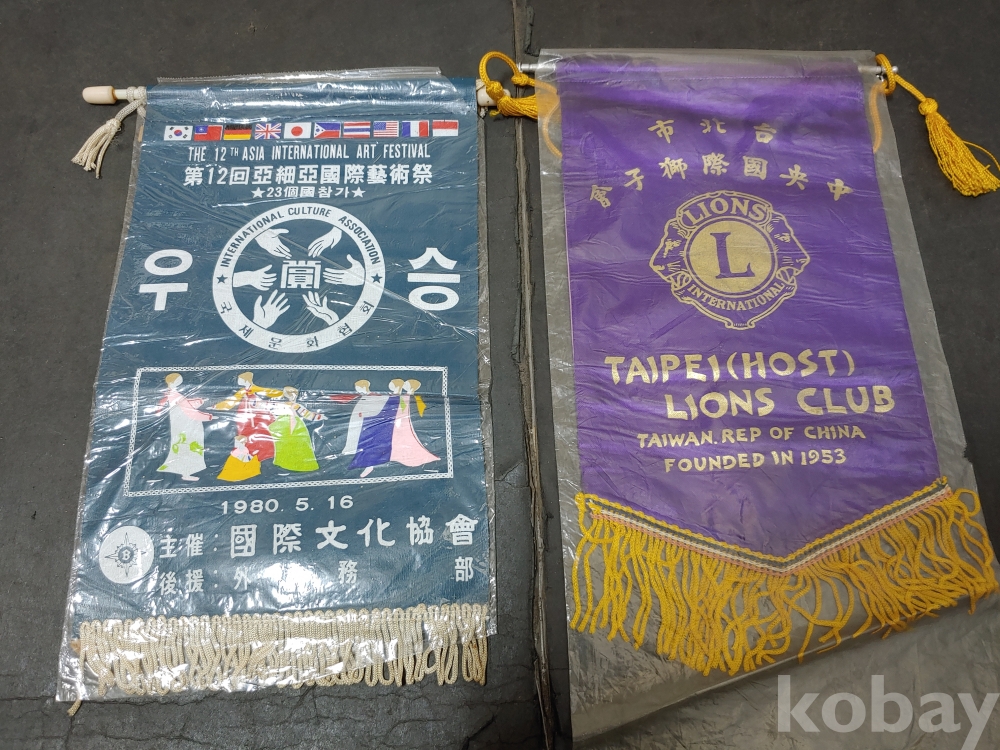 THE 12TH ASIA INTERNATIONAL ART FESTIVAL
第12回亞細亞國際藝術祭
★23個國참가★
★ INTERNATIONAL CULTURE ASSOCIATION ★
우 賞 승
국제문화협회
1980. 5. 16
主催: 國際文化協會
後援: 外務部
台北市
中央國際獅子會
LIONS
L
INTERNATIONAL
TAIPEI (HOST)
LIONS CLUB
TAIWAN. REP OF CHINA
FOUNDED IN 1953
kobay